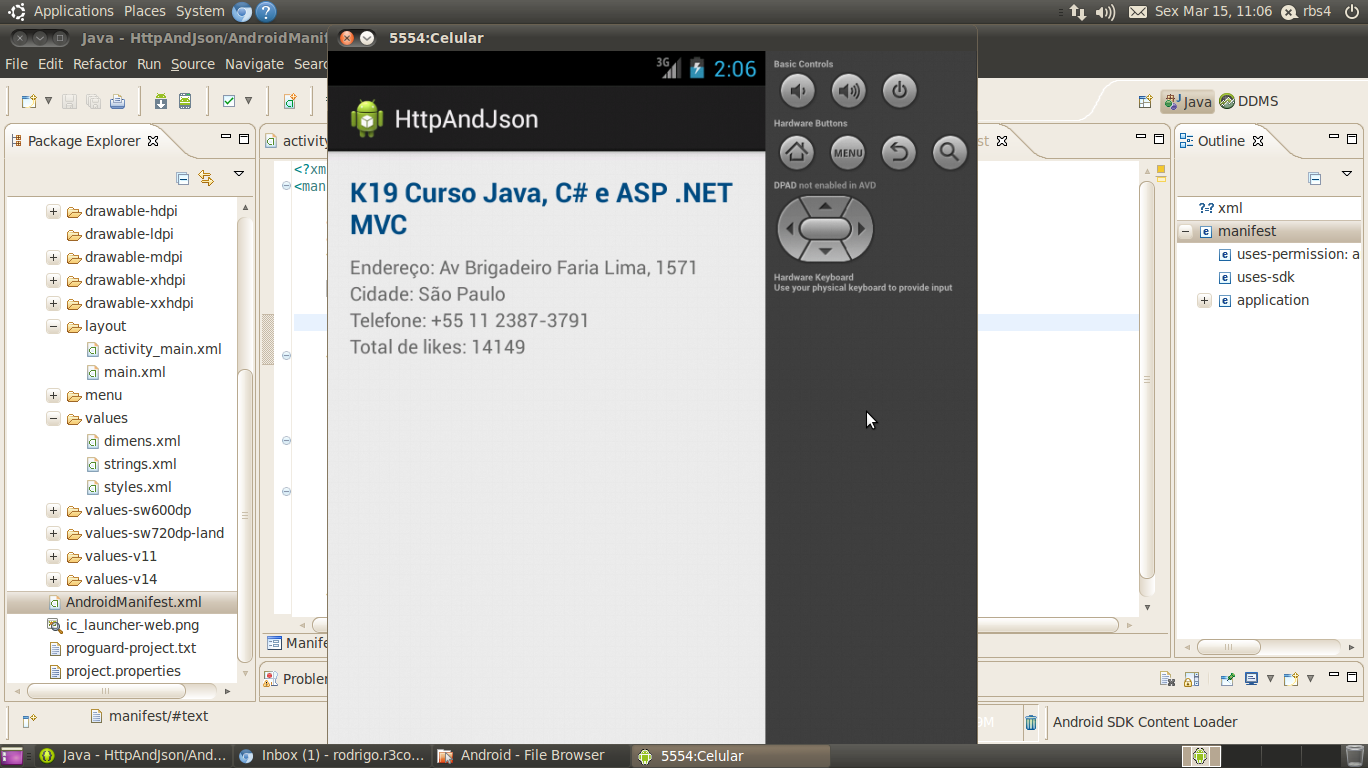 Applications Places System
Sex Mar 15, 11:06 rbs4
Java - HttpAndJson/AndroidManif
5554:Celular
File Edit Refactor Run Source Navigate Searc
Java DDMS
Package Explorer
activity
Outline
<?xm
<man
drawable-hdpi
drawable-ldpi
drawable-mdpi
drawable-xhdpi
drawable-xxhdpi
layout
activity_main.xml
main.xml
menu
values
dimens.xml
strings.xml
styles.xml
values-sw600dp
values-sw720dp-land
values-v11
values-v14
AndroidManifest.xml
ic_launcher-web.png
proguard-project.txt
project.properties
3G 2:06
HttpAndJson
K19 Curso Java, C# e ASP .NET
MVC
Endereço: Av Brigadeiro Faria Lima, 1571
Cidade: São Paulo
Telefone: +55 11 2387-3791
Total de likes: 14149
Basic Controls
Hardware Buttons
MENU
DPAD not enabled in AVD
Hardware Keyboard
Use your physical keyboard to provide input
xml
manifest
uses-permission: a
uses-sdk
application
Manife
Probler
manifest/#text
Android SDK Content Loader
Java - HttpAndJson/And...
Inbox (1) - rodrigo.r3co...
Android - File Browser
5554:Celular